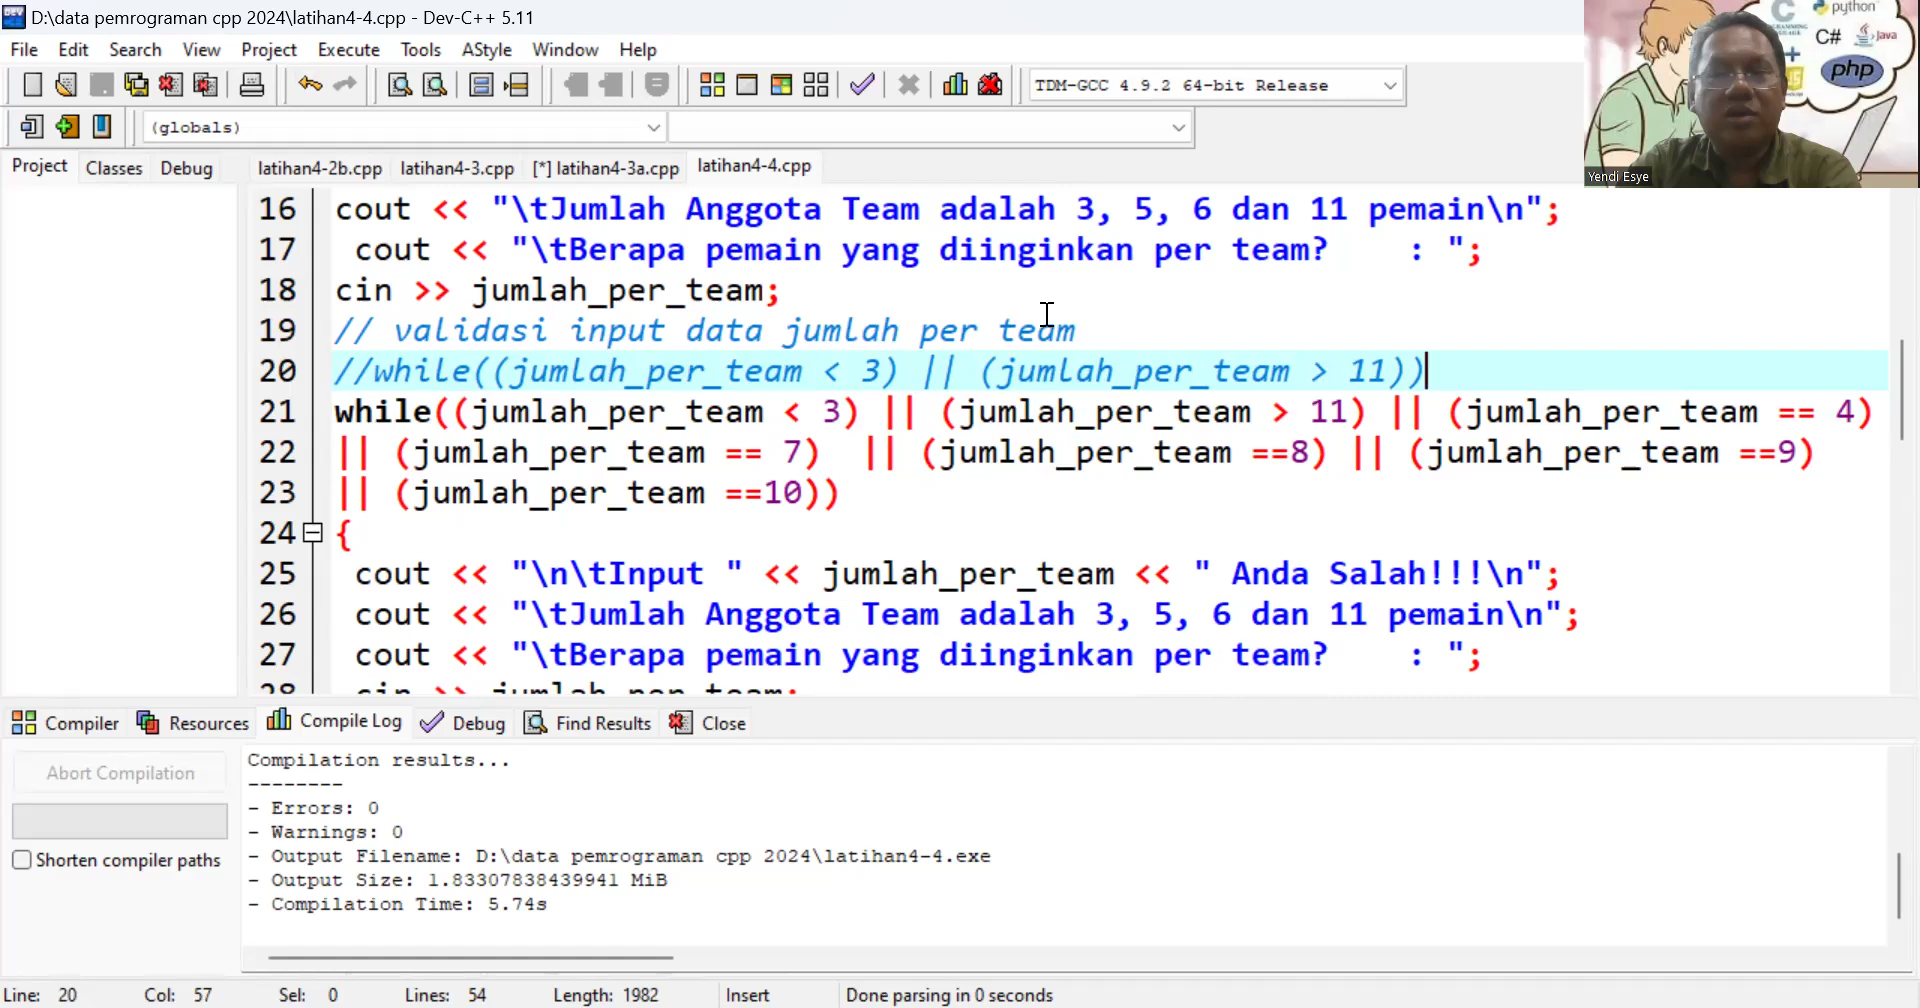 D:\data pemrograman cpp 2024\latihan4-4.cpp - Dev-C++ 5.11
File Edit Search View Project Execute Tools AStyle Window Help
TDM-GCC 4.9.2 64-bit Release
(globals)
Project Classes Debug
latihan4-2b.cpp latihan4-3.cpp [*] latihan4-3a.cpp latihan4-4.cpp
16 cout << "\tJumlah Anggota Team adalah 3, 5, 6 dan 11 pemain\n";
17 cout << "\tBerapa pemain yang diinginkan per team?    : ";
18 cin >> jumlah_per_team;
19 // validasi input data jumlah per team
20 //while((jumlah_per_team < 3) || (jumlah_per_team > 11))
21 while((jumlah_per_team < 3) || (jumlah_per_team > 11) || (jumlah_per_team == 4)
22 || (jumlah_per_team == 7)  || (jumlah_per_team ==8) || (jumlah_per_team ==9)
23 || (jumlah_per_team ==10))
24 {
25 cout << "\n\tInput " << jumlah_per_team << " Anda Salah!!!\n";
26 cout << "\tJumlah Anggota Team adalah 3, 5, 6 dan 11 pemain\n";
27 cout << "\tBerapa pemain yang diinginkan per team?    : ";
28 cin >> jumlah_per_team;
Compiler Resources Compile Log Debug Find Results Close
Abort Compilation
Shorten compiler paths
Compilation results...
--------
- Errors: 0
- Warnings: 0
- Output Filename: D:\data pemrograman cpp 2024\latihan4-4.exe
- Output Size: 1.83307838439941 MiB
- Compilation Time: 5.74s
Line: 20 Col: 57 Sel: 0 Lines: 54 Length: 1982 Insert Done parsing in 0 seconds
C
python
C#
Java
php
Yendi Esye